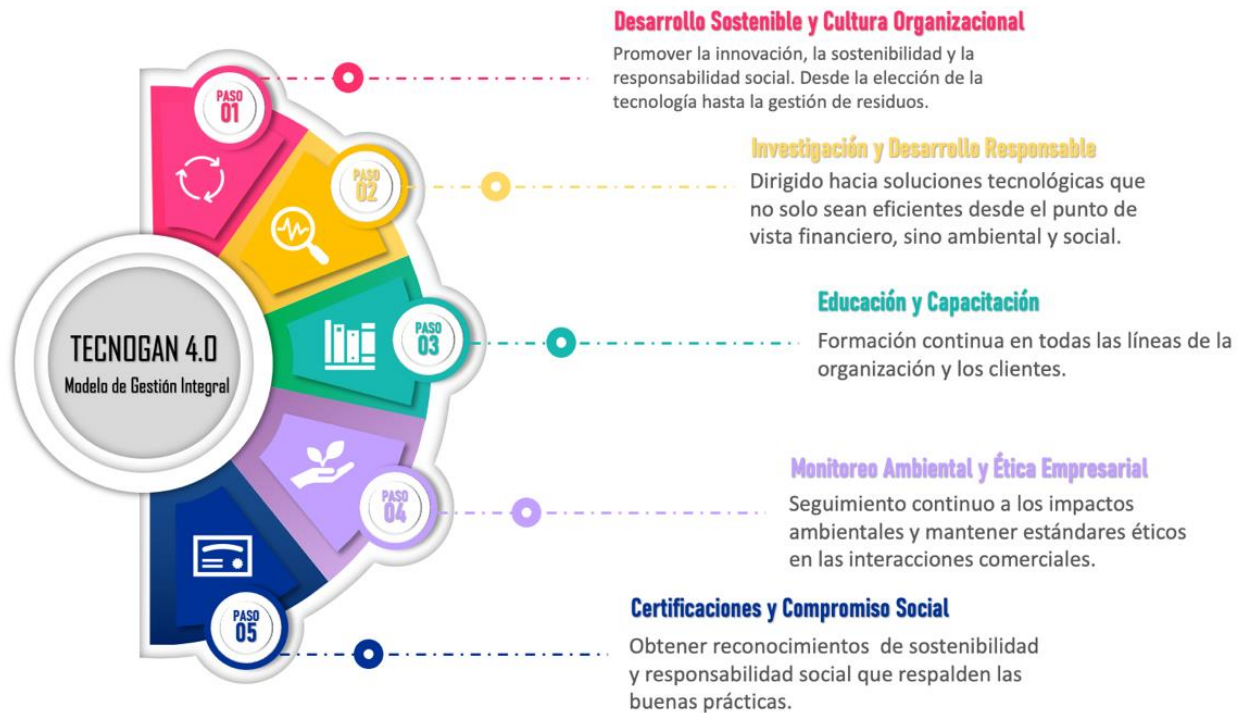 Desarrollo Sostenible y Cultura Organizacional
Promover la innovación, la sostenibilidad y la
responsabilidad social. Desde la elección de la
tecnología hasta la gestión de residuos.
PASO
01
Investigación y Desarrollo Responsable
Dirigido hacia soluciones tecnológicas que
no solo sean eficientes desde el punto de
vista financiero, sino ambiental y social.
PASO
02
Educación y Capacitación
Formación continua en todas las líneas de la
organización y los clientes.
PASO
03
TECNOGAN 4.0
Modelo de Gestión Integral
Monitoreo Ambiental y Ética Empresarial
Seguimiento continuo a los impactos
ambientales y mantener estándares éticos
en las interacciones comerciales.
PASO
04
Certificaciones y Compromiso Social
Obtener reconocimientos de sostenibilidad
y responsabilidad social que respalden las
buenas prácticas.
PASO
05